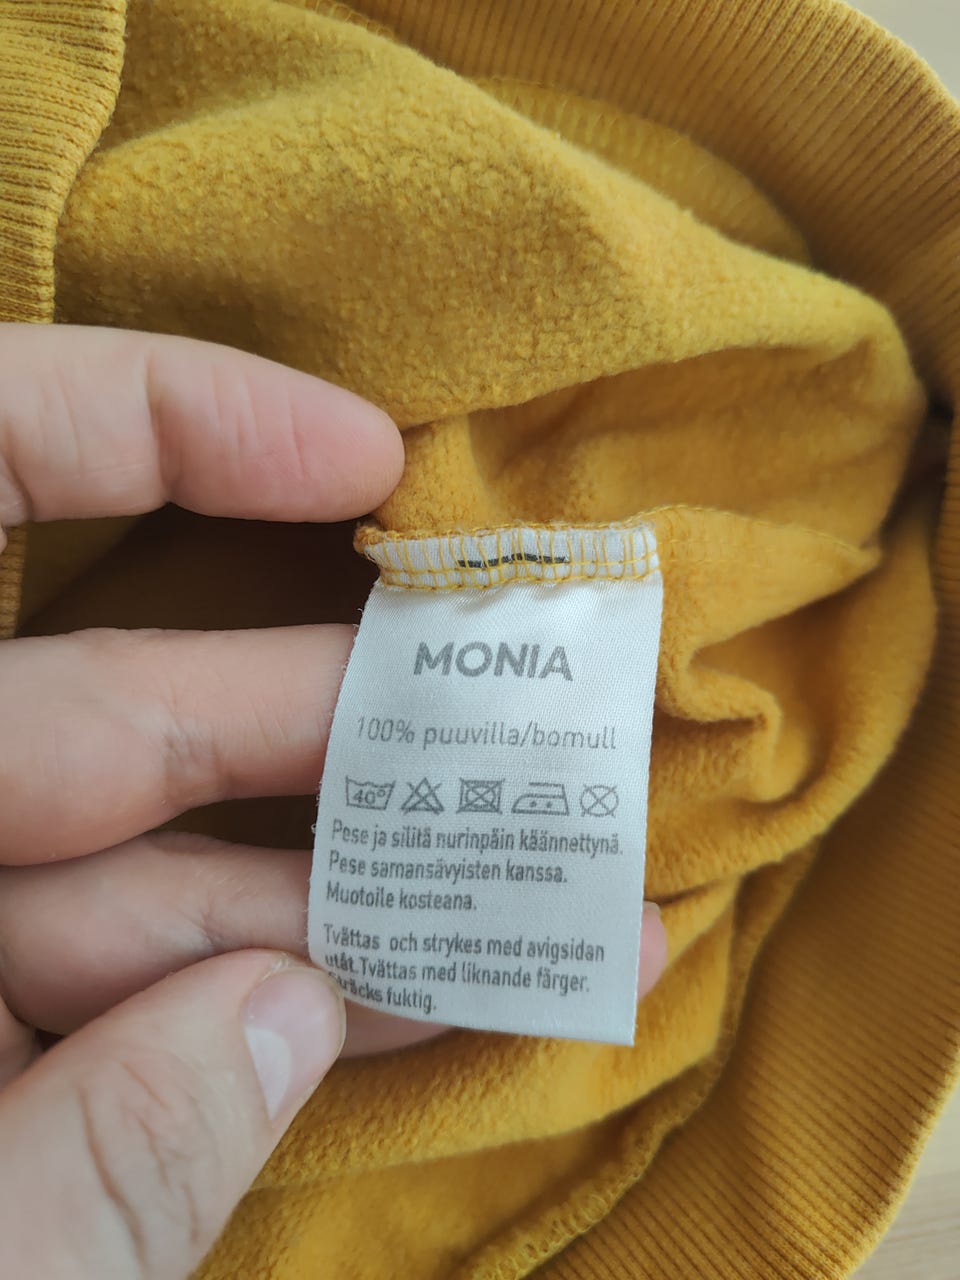 MONIA
100% puuvilla/bomull
40°
Pese ja silitä nurinpäin käännettynä.
Pese samansävyisten kanssa.
Muotoile kosteana.
Tvättas och strykes med avigsidan
utåt.Tvättas med liknande färger.
Sträcks fuktig.